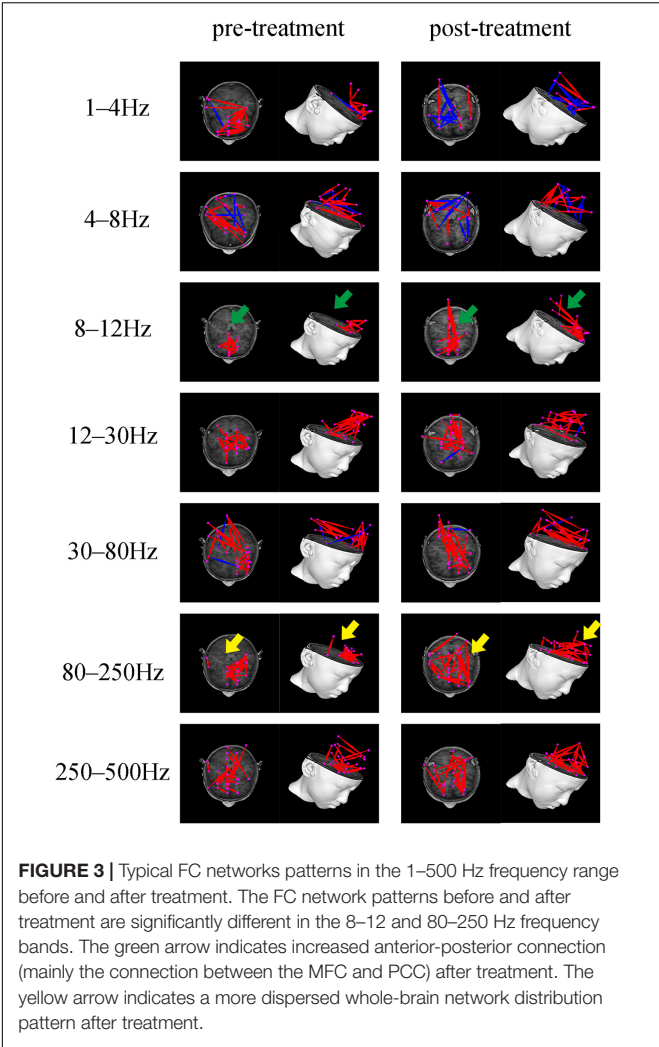 pre-treatment post-treatment
1–4Hz
4–8Hz
8–12Hz
12–30Hz
30–80Hz
80–250Hz
250–500Hz
FIGURE 3 | Typical FC networks patterns in the 1–500 Hz frequency range
before and after treatment. The FC network patterns before and after
treatment are significantly different in the 8–12 and 80–250 Hz frequency
bands. The green arrow indicates increased anterior-posterior connection
(mainly the connection between the MFC and PCC) after treatment. The
yellow arrow indicates a more dispersed whole-brain network distribution
pattern after treatment.